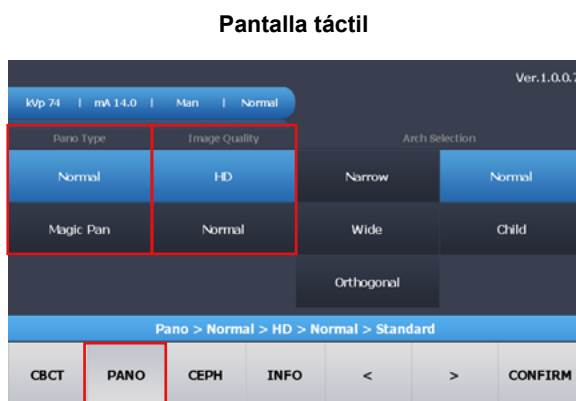 Pantalla táctil
Ver.1.0.0.7
kVp 74 | mA 14.0 | Man | Normal
Pano Type Image Quality Arch Selection
Normal HD Narrow Normal
Magic Pan Normal Wide Child
Orthogonal
Pano > Normal > HD > Normal > Standard
CBCT PANO CEPH INFO < > CONFIRM